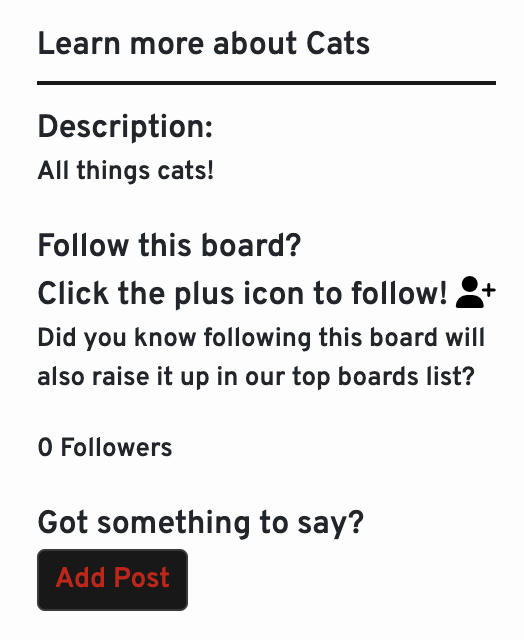 Learn more about Cats
Description:
All things cats!
Follow this board?
Click the plus icon to follow!
Did you know following this board will
also raise it up in our top boards list?
0 Followers
Got something to say?
Add Post